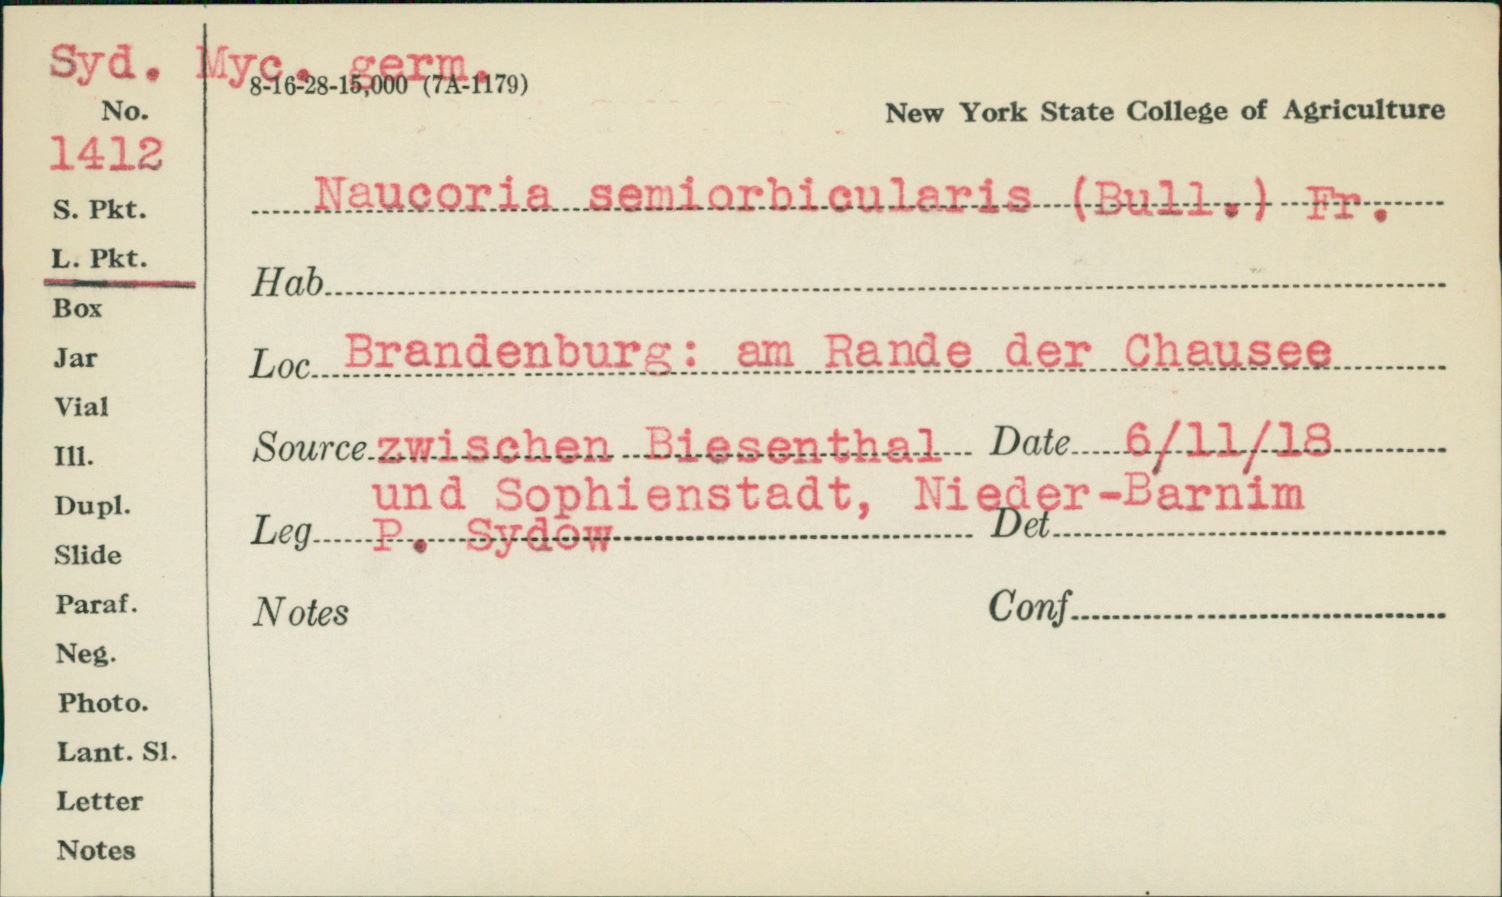 Syd. Myc. germ.
8-16-28-15,000 (7A-1179)
No.
New York State College of Agriculture
1412
Naucoria semiorbicularis (Bull.) Fr.
S. Pkt.
L. Pkt.
Hab
Box
Loc Brandenburg: am Rande der Chausee
Jar
Vial
Source zwischen Biesenthal Date 6/11/18
Ill.
und Sophienstadt, Nieder-Barnim
Dupl.
Leg P. Sydow Det
Slide
Paraf.
Notes Conf
Neg.
Photo.
Lant. Sl.
Letter
Notes